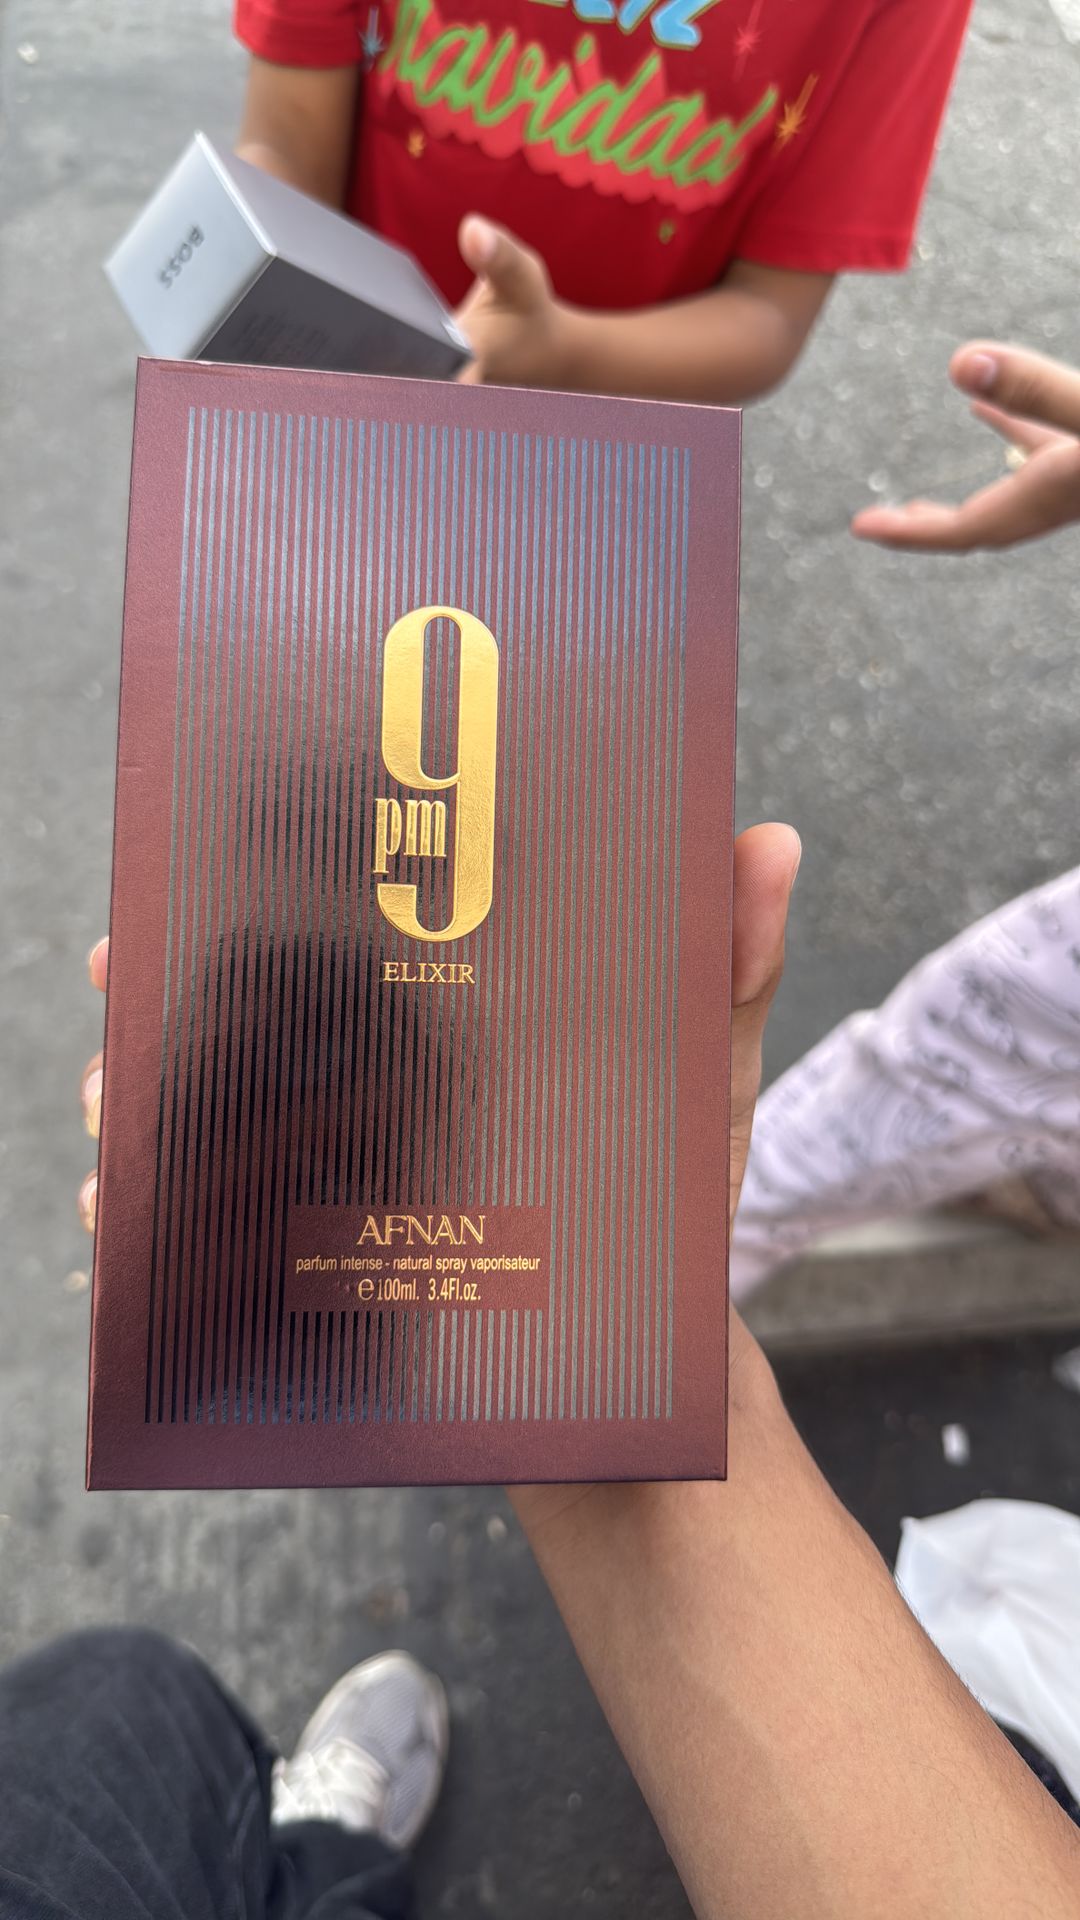 Navidad
BOSS
9
pm
ELIXIR
AFNAN
parfum intense - natural spray vaporisateur
℮100ml. 3.4Fl.oz.